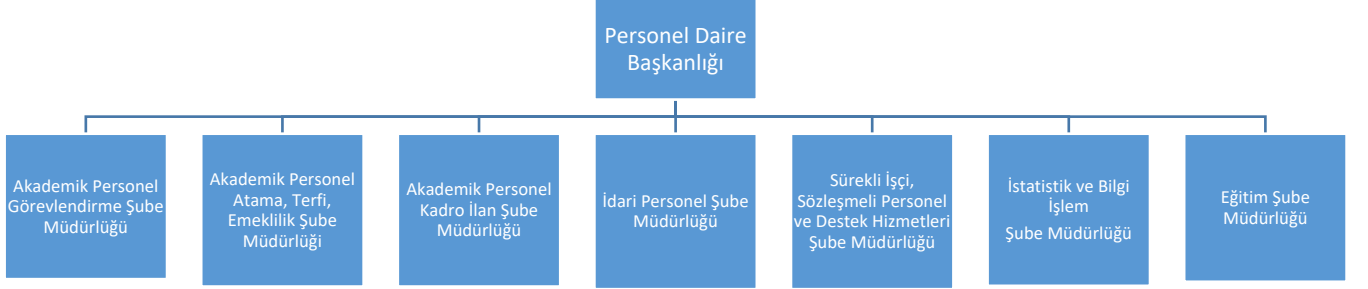 Personel Daire
Başkanlığı
Akademik Personel
Görevlendirme Şube
Müdürlüğü
Akademik Personel
Atama, Terfi,
Emeklilik Şube
Müdürlüği
Akademik Personel
Kadro İlan Şube
Müdürlüğü
İdari Personel Şube
Müdürlüğü
Sürekli İşçi,
Sözleşmeli Personel
ve Destek Hizmetleri
Şube Müdürlüğü
İstatistik ve Bilgi
İşlem
Şube Müdürlüğü
Eğitim Şube
Müdürlüğü